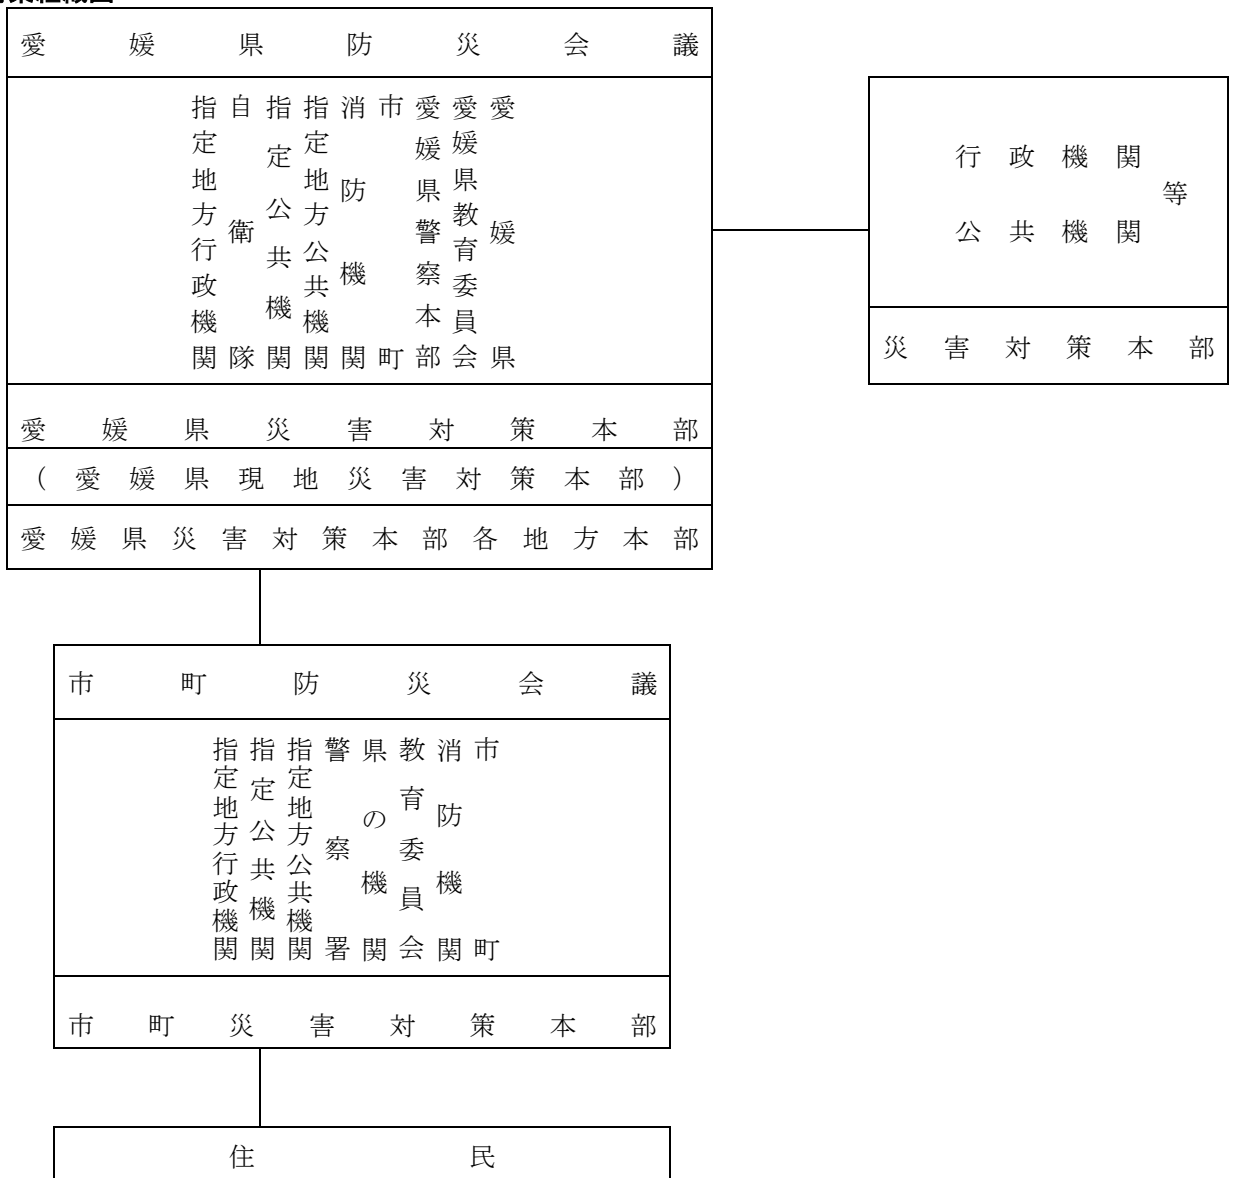 愛媛県防災会議
愛媛県
愛媛県教育委員会
愛媛県警察本部
市町
消防機関
指定地方公共機関
指定公共機関
自衛隊
指定地方行政機関
愛媛県災害対策本部
(愛媛県現地災害対策本部)
愛媛県災害対策本部各地方本部
行政機関
等
公共機関
災害対策本部
市町防災会議
市町
消防機関
教育委員会
県の機関
警察署
指定地方公共機関
指定公共機関
指定地方行政機関
市町災害対策本部
住民